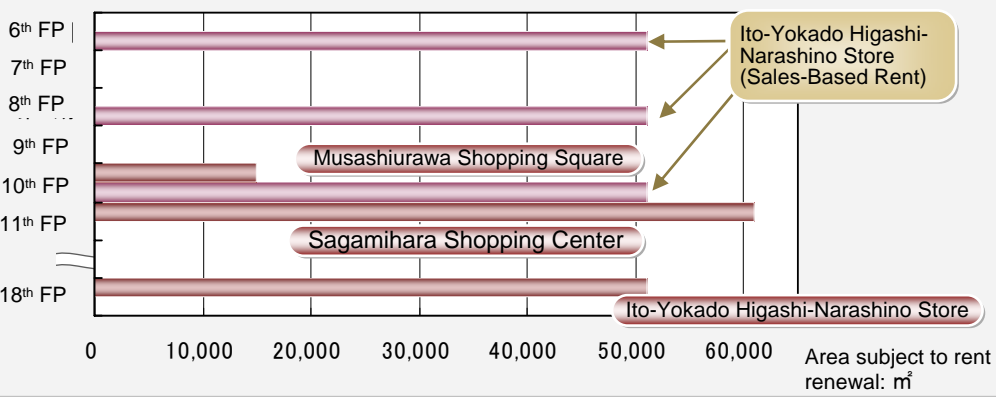 6th FP
Ito-Yokado Higashi-
Narashino Store
(Sales-Based Rent)
7th FP
8th FP
9th FP
Musashiurawa Shopping Square
10th FP
11th FP
Sagamihara Shopping Center
18th FP
Ito-Yokado Higashi-Narashino Store
0 10,000 20,000 30,000 40,000 50,000 60,000
Area subject to rent
renewal: ㎡